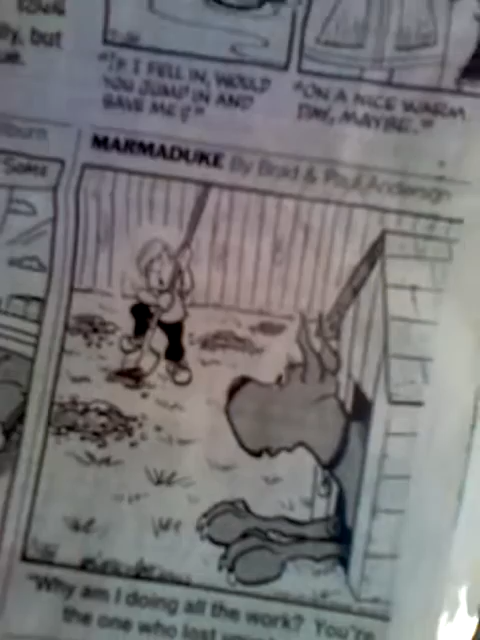 ly, but
"IF I FELL IN, WOULD
YOU JUMP IN AND
SAVE ME?"
"ON A NICE WARM
DAY, MAYBE."
MARMADUKE By Brad & Paul Anderson
Some
"Why am I doing all the work? You're
the one who lost